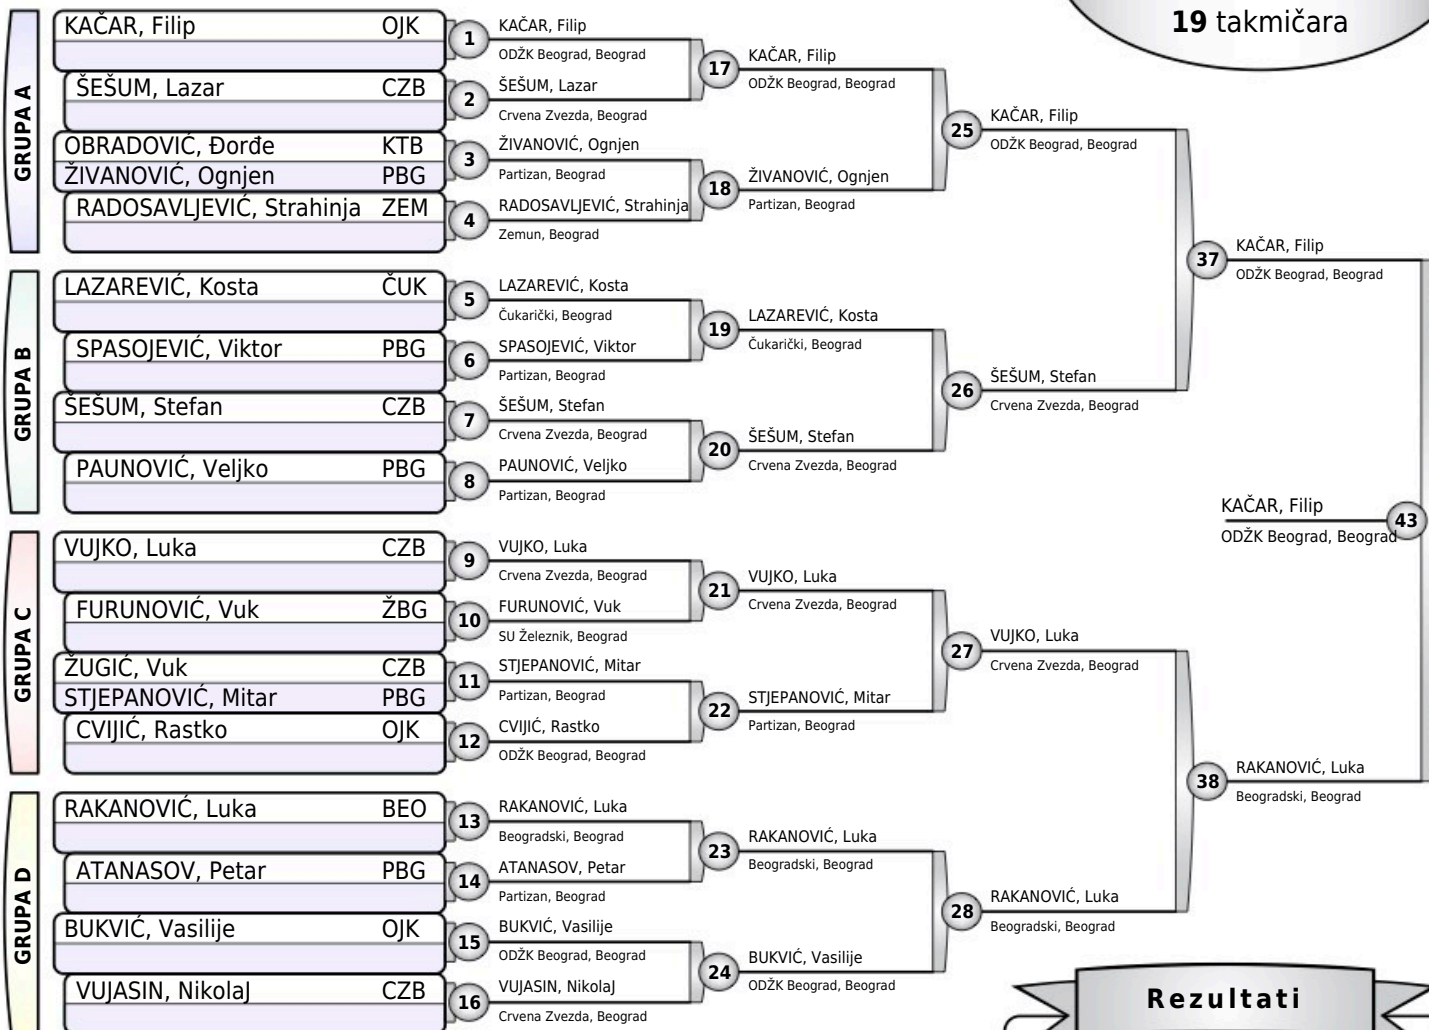 19 takmičara
GRUPA A
KAČAR, Filip OJK
ŠEŠUM, Lazar CZB
OBRADOVIĆ, Đorđe KTB
ŽIVANOVIĆ, Ognjen PBG
RADOSAVLJEVIĆ, Strahinja ZEM
GRUPA B
LAZAREVIĆ, Kosta ČUK
SPASOJEVIĆ, Viktor PBG
ŠEŠUM, Stefan CZB
PAUNOVIĆ, Veljko PBG
GRUPA C
VUJKO, Luka CZB
FURUNOVIĆ, Vuk ŽBG
ŽUGIĆ, Vuk CZB
STJEPANOVIĆ, Mitar PBG
CVIJIĆ, Rastko OJK
GRUPA D
RAKANOVIĆ, Luka BEO
ATANASOV, Petar PBG
BUKVIĆ, Vasilije OJK
VUJASIN, NikolaJ CZB
1 KAČAR, Filip
ODŽK Beograd, Beograd
2 ŠEŠUM, Lazar
Crvena Zvezda, Beograd
3 ŽIVANOVIĆ, Ognjen
Partizan, Beograd
4 RADOSAVLJEVIĆ, Strahinja
Zemun, Beograd
5 LAZAREVIĆ, Kosta
Čukarički, Beograd
6 SPASOJEVIĆ, Viktor
Partizan, Beograd
7 ŠEŠUM, Stefan
Crvena Zvezda, Beograd
8 PAUNOVIĆ, Veljko
Partizan, Beograd
9 VUJKO, Luka
Crvena Zvezda, Beograd
10 FURUNOVIĆ, Vuk
SU Železnik, Beograd
11 STJEPANOVIĆ, Mitar
Partizan, Beograd
12 CVIJIĆ, Rastko
ODŽK Beograd, Beograd
13 RAKANOVIĆ, Luka
Beogradski, Beograd
14 ATANASOV, Petar
Partizan, Beograd
15 BUKVIĆ, Vasilije
ODŽK Beograd, Beograd
16 VUJASIN, NikolaJ
Crvena Zvezda, Beograd
17 KAČAR, Filip
ODŽK Beograd, Beograd
18 ŽIVANOVIĆ, Ognjen
Partizan, Beograd
19 LAZAREVIĆ, Kosta
Čukarički, Beograd
20 ŠEŠUM, Stefan
Crvena Zvezda, Beograd
21 VUJKO, Luka
Crvena Zvezda, Beograd
22 STJEPANOVIĆ, Mitar
Partizan, Beograd
23 RAKANOVIĆ, Luka
Beogradski, Beograd
24 BUKVIĆ, Vasilije
ODŽK Beograd, Beograd
25 KAČAR, Filip
ODŽK Beograd, Beograd
26 ŠEŠUM, Stefan
Crvena Zvezda, Beograd
27 VUJKO, Luka
Crvena Zvezda, Beograd
28 RAKANOVIĆ, Luka
Beogradski, Beograd
37 KAČAR, Filip
ODŽK Beograd, Beograd
38 RAKANOVIĆ, Luka
Beogradski, Beograd
KAČAR, Filip 43
ODŽK Beograd, Beograd
Rezultati